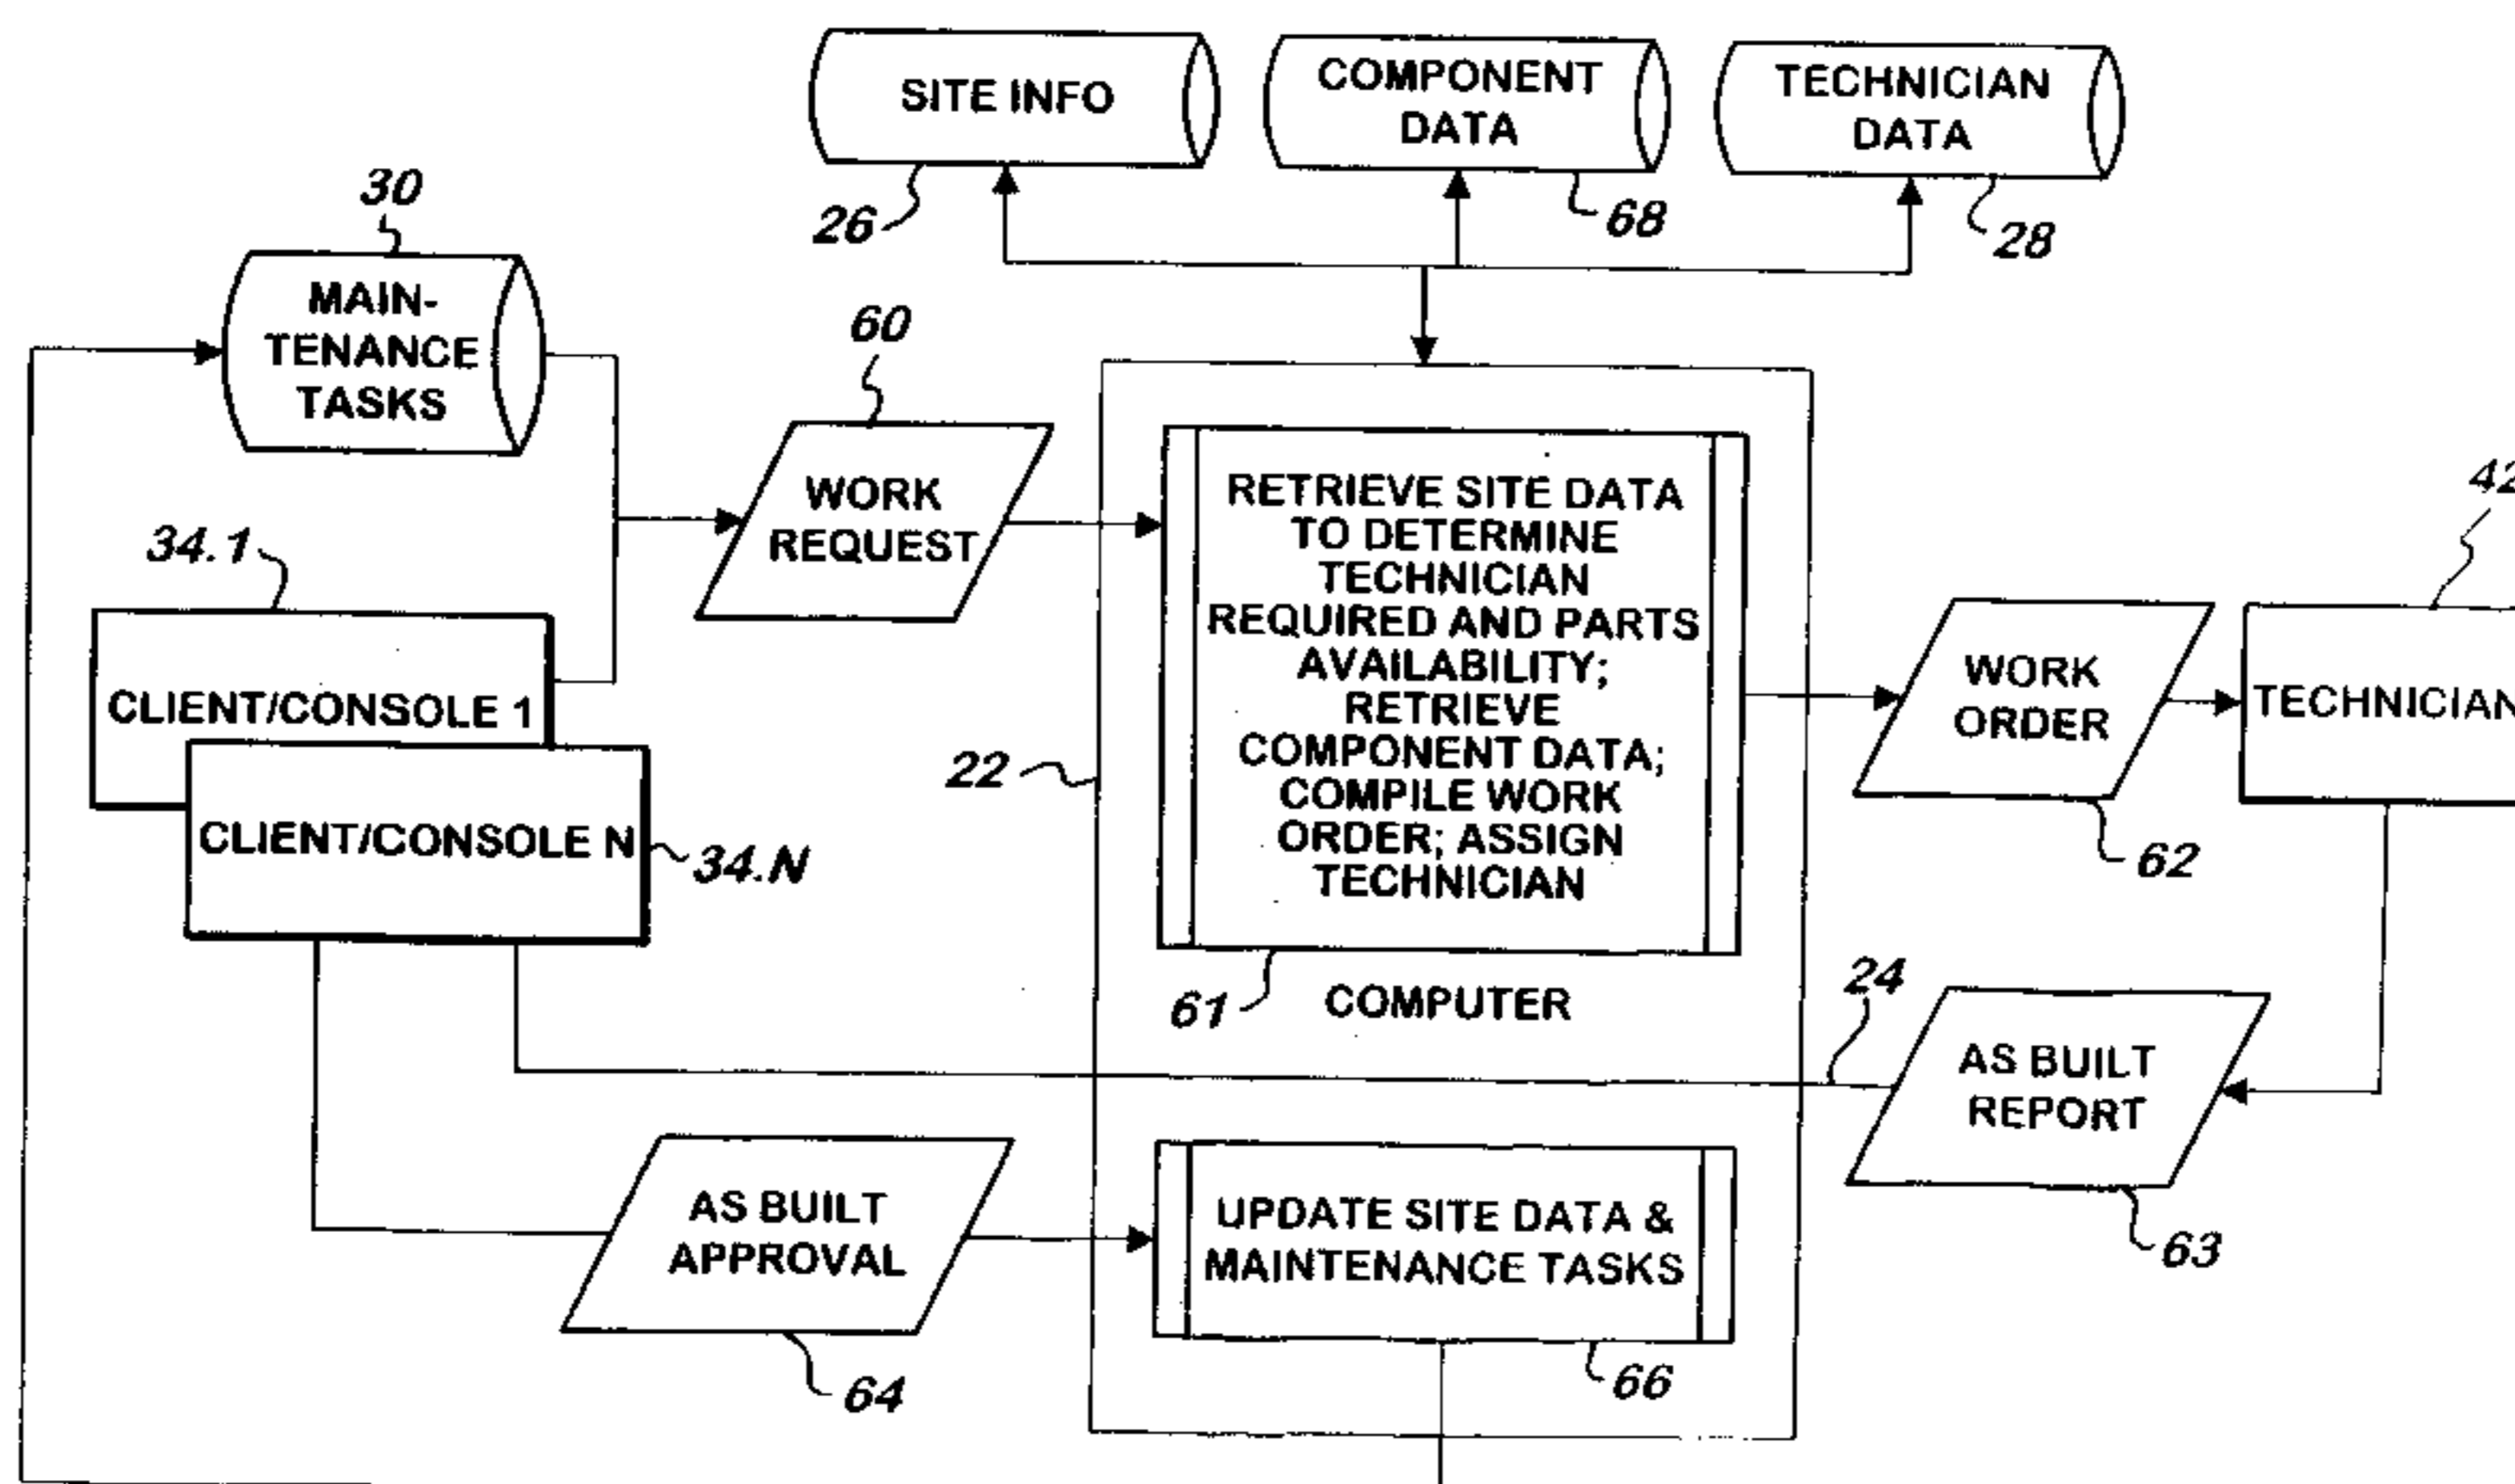 SITE INFO
COMPONENT
DATA
TECHNICIAN
DATA
26
68
28
30
MAIN-
TENANCE
TASKS
60
WORK
REQUEST
34.1
CLIENT/CONSOLE 1
CLIENT/CONSOLE N
34.N
22
RETRIEVE SITE DATA
TO DETERMINE
TECHNICIAN
REQUIRED AND PARTS
AVAILABILITY;
RETRIEVE
COMPONENT DATA;
COMPILE WORK
ORDER; ASSIGN
TECHNICIAN
61
COMPUTER
42
WORK
ORDER
TECHNICIAN
62
24
AS BUILT
REPORT
63
AS BUILT
APPROVAL
64
UPDATE SITE DATA &
MAINTENANCE TASKS
66